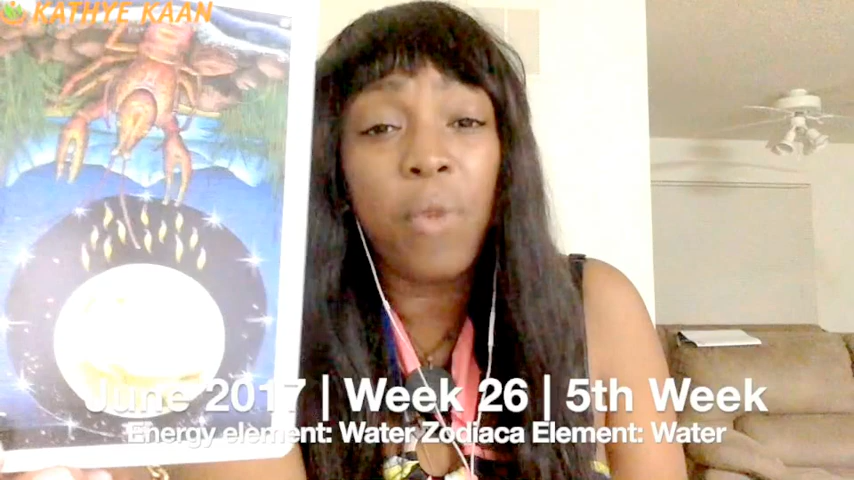 KATHYE KAAN
June 2017 | Week 26 | 5th Week
Energy element: Water Zodiaca Element: Water